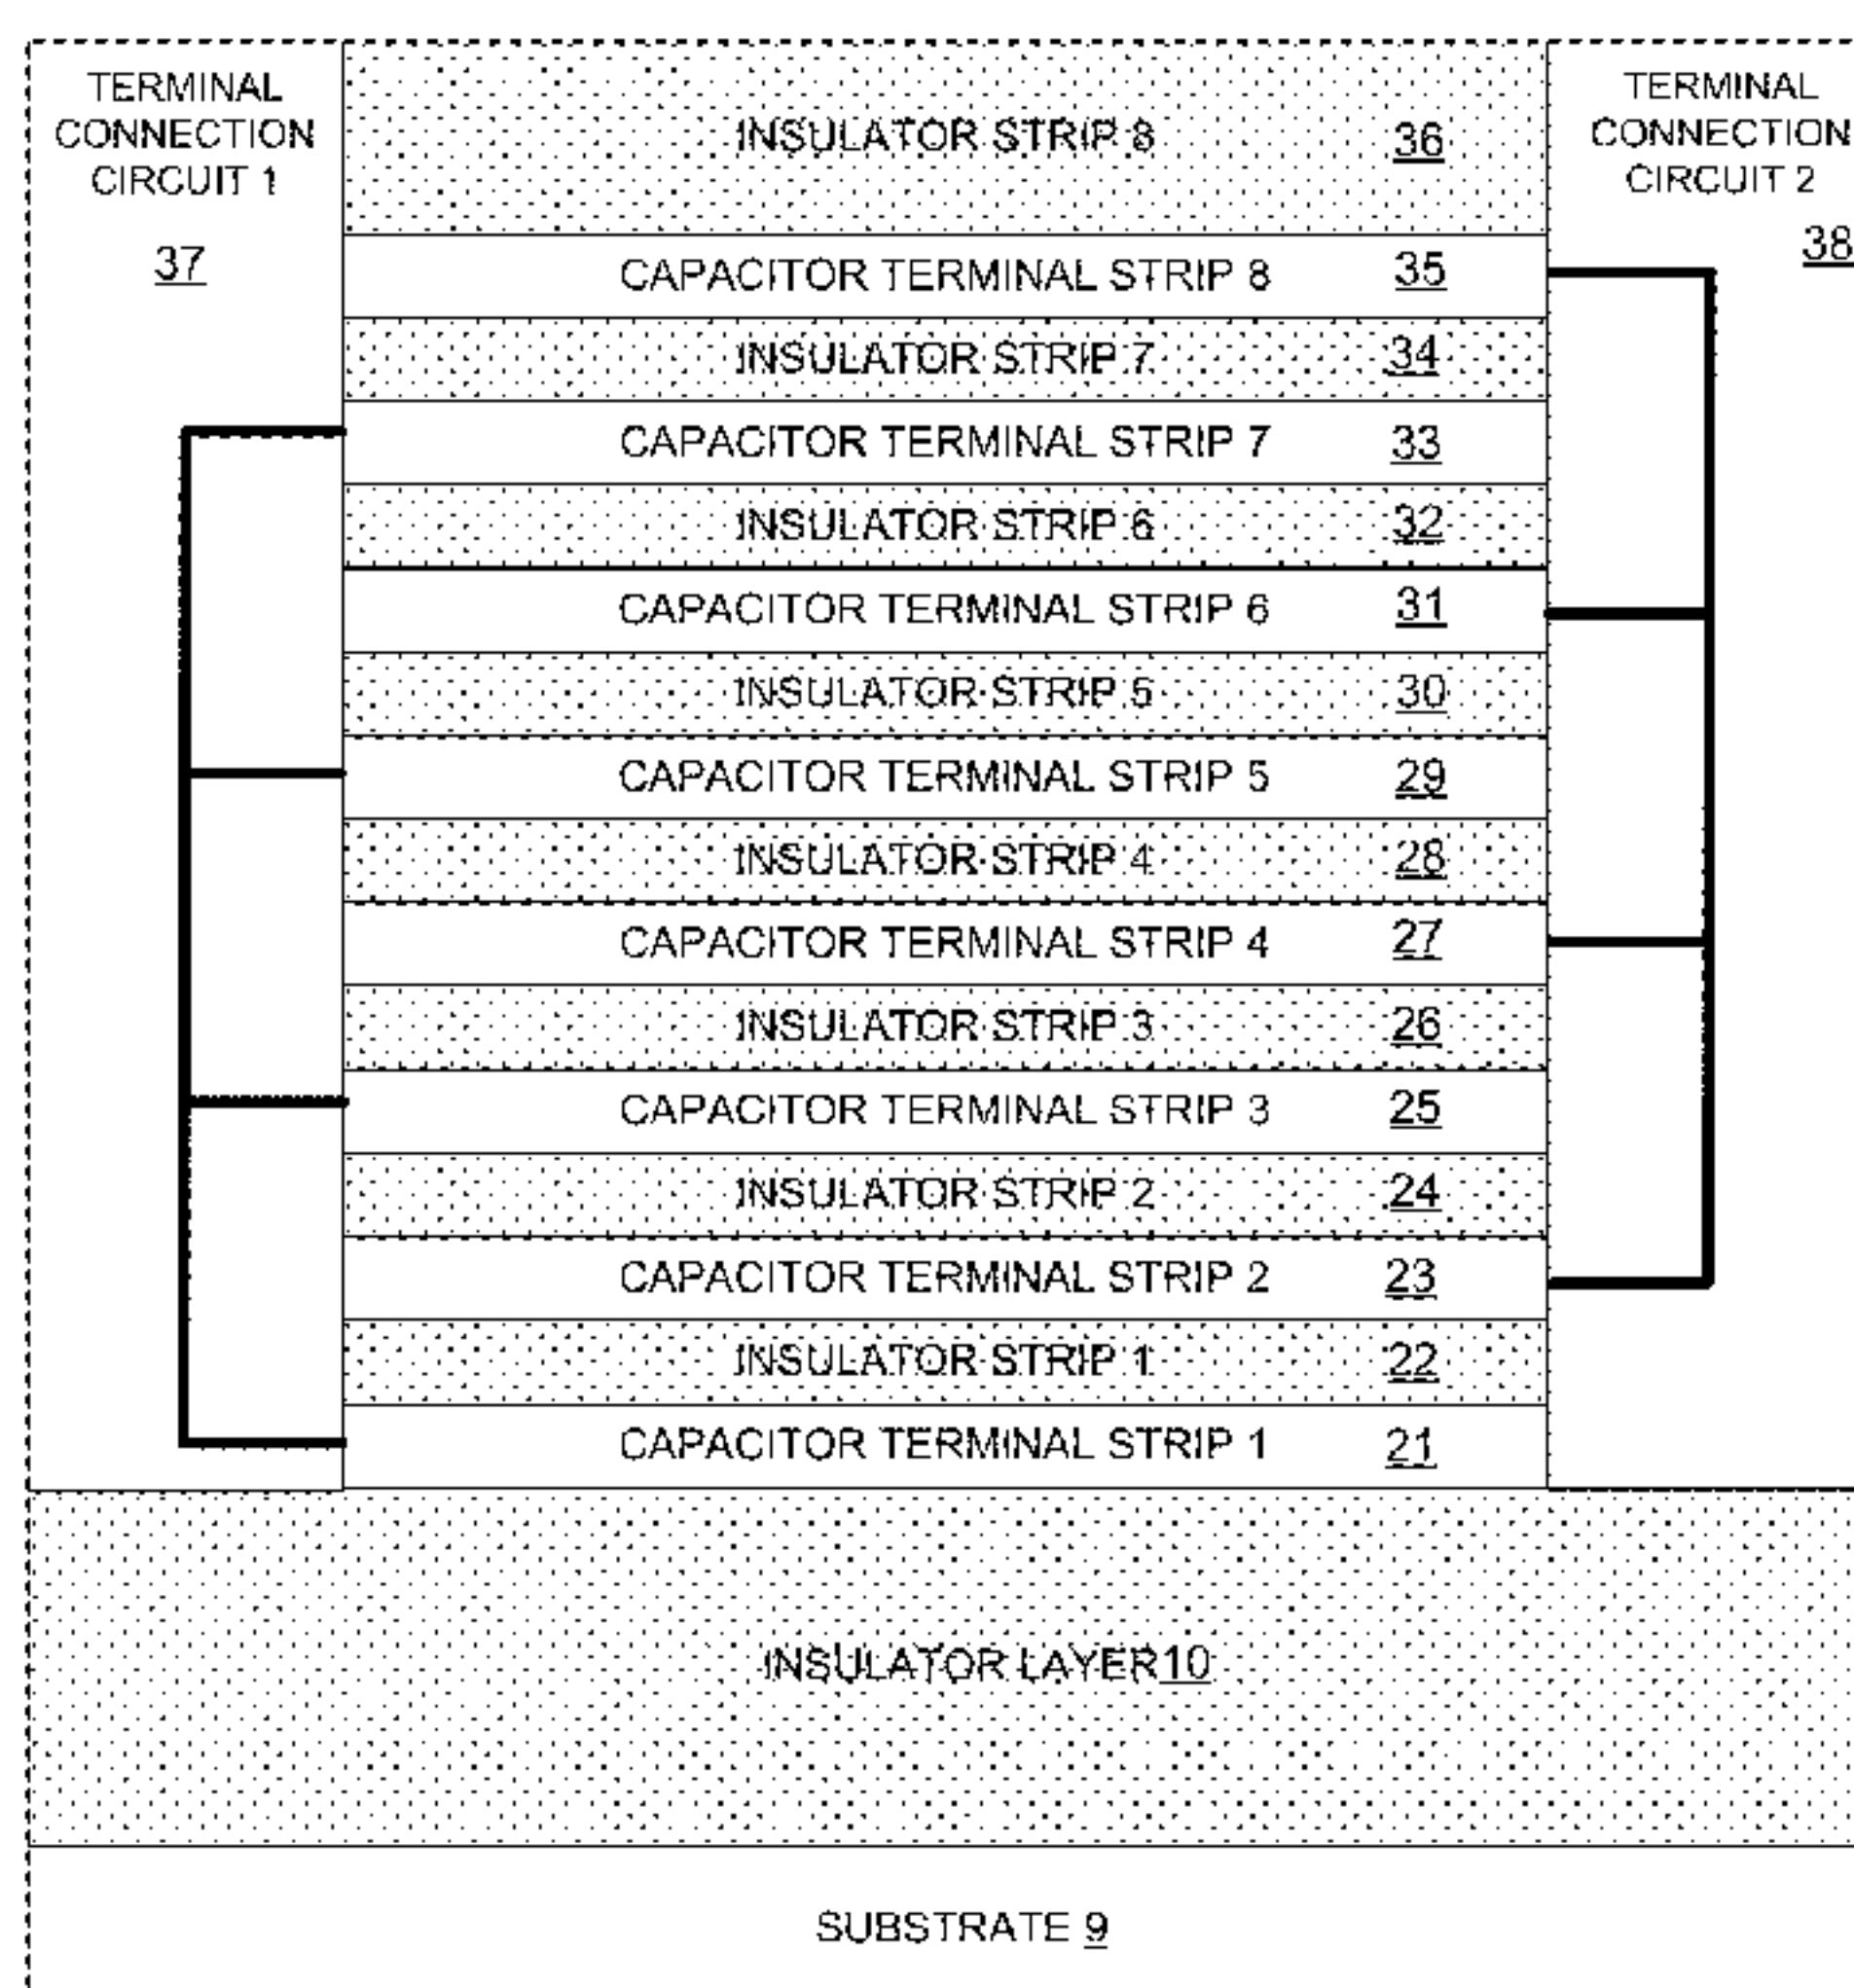 TERMINAL
CONNECTION
CIRCUIT 1
37
INSULATOR STRIP 8 36
TERMINAL
CONNECTION
CIRCUIT 2
38
CAPACITOR TERMINAL STRIP 8 35
INSULATOR STRIP 7 34
CAPACITOR TERMINAL STRIP 7 33
INSULATOR STRIP 6 32
CAPACITOR TERMINAL STRIP 6 31
INSULATOR STRIP 5 30
CAPACITOR TERMINAL STRIP 5 29
INSULATOR STRIP 4 28
CAPACITOR TERMINAL STRIP 4 27
INSULATOR STRIP 3 26
CAPACITOR TERMINAL STRIP 3 25
INSULATOR STRIP 2 24
CAPACITOR TERMINAL STRIP 2 23
INSULATOR STRIP 1 22
CAPACITOR TERMINAL STRIP 1 21
INSULATOR LAYER 10
SUBSTRATE 9